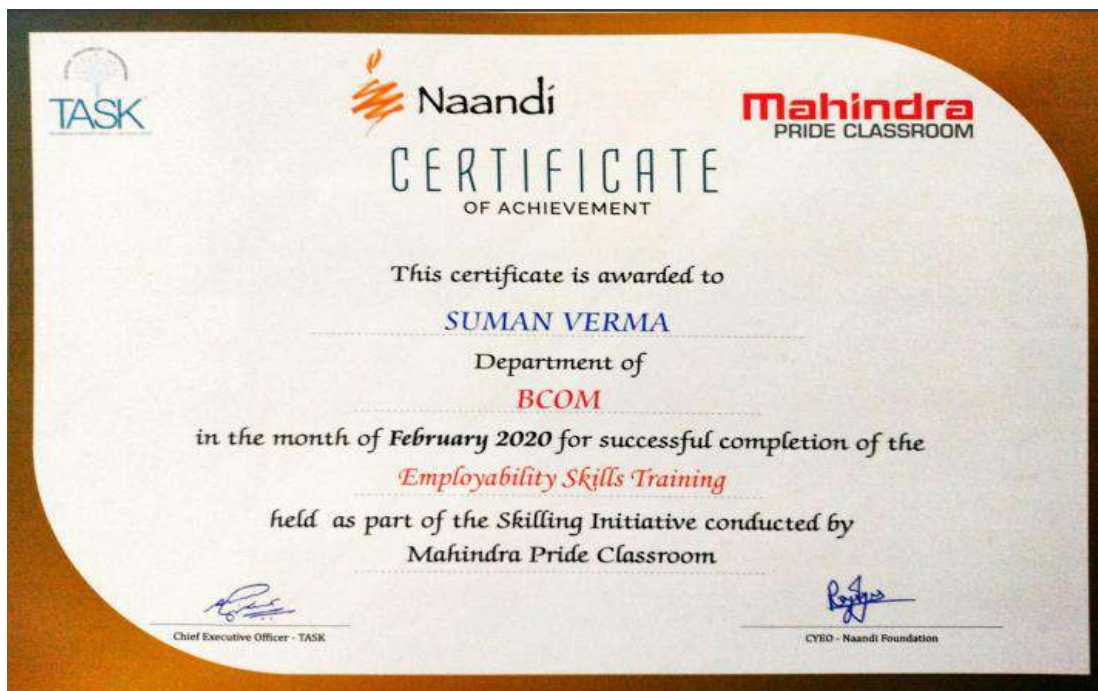 TASK
Naandi
Mahindra
PRIDE CLASSROOM
CERTIFICATE
OF ACHIEVEMENT
This certificate is awarded to
SUMAN VERMA
Department of
BCOM
in the month of February 2020 for successful completion of the
Employability Skills Training
held as part of the Skilling Initiative conducted by
Mahindra Pride Classroom
Chief Executive Officer - TASK
CYEO - Naandi Foundation